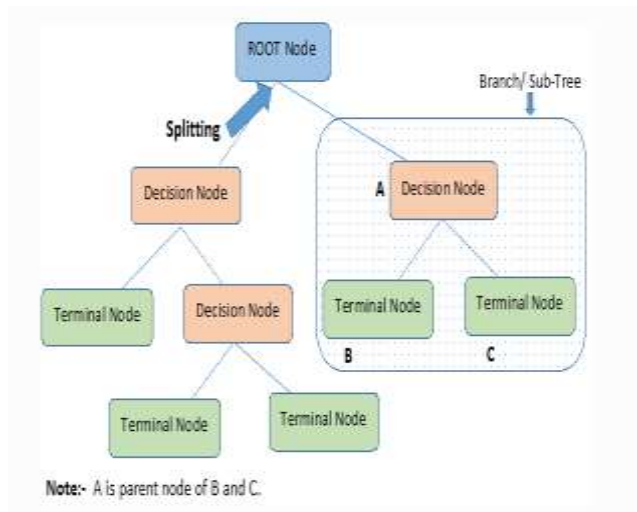 ROOT Node
Branch/ Sub-Tree
Splitting
Decision Node
A
Decision Node
Terminal Node
Decision Node
Terminal Node
Terminal Node
B
C
Terminal Node
Terminal Node
Note:- A is parent node of B and C.